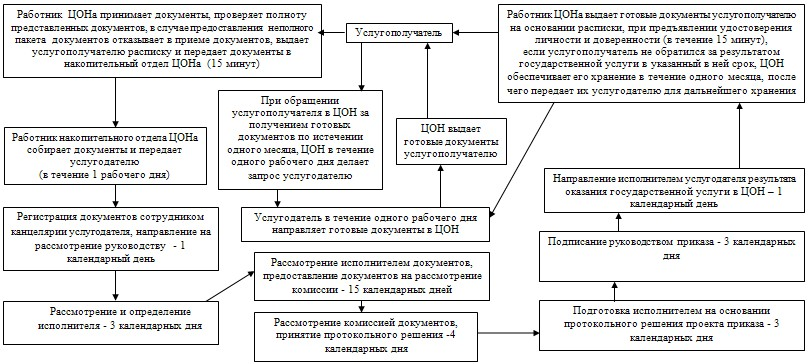 Работник ЦОНа принимает документы, проверяет полноту
представленных документов, в случае предоставления неполного
пакета документов отказывает в приеме документов, выдает
услугополучателю расписку и передает документы в
накопительный отдел ЦОНа (15 минут)
Услугополучатель
Работник ЦОНа выдает готовые документы услугополучателю
на основании расписки, при предъявлении удостоверения
личности и доверенности (в течение 15 минут),
если услугополучатель не обратился за результатом
государственной услуги в указанный в ней срок, ЦОН
обеспечивает его хранение в течение одного месяца, после
чего передает их услугодателю для дальнейшего хранения
При обращении
услугополучателя в ЦОН за
получением готовых
документов по истечении
одного месяца, ЦОН в течение
одного рабочего дня делает
запрос услугодателю
ЦОН выдает
готовые документы
услугополучателю
Работник накопительного отдела ЦОНа
собирает документы и передает
услугодателю
(в течение 1 рабочего дня)
Направление исполнителем услугодателя результата
оказания государственной услуги в ЦОН – 1
календарный день
Регистрация документов сотрудником
канцелярии услугодателя, направление на
рассмотрение руководству - 1
календарный день
Услугодатель в течение одного рабочего дня
направляет готовые документы в ЦОН
Подписание руководством приказа - 3 календарных
дня
Рассмотрение исполнителем документов,
предоставление документов на рассмотрение
комиссии - 15 календарных дней
Рассмотрение и определение
исполнителя - 3 календарных дня
Рассмотрение комиссией документов,
принятие протокольного решения -4
календарных дня
Подготовка исполнителем на основании
протокольного решения проекта приказа - 3
календарных дня